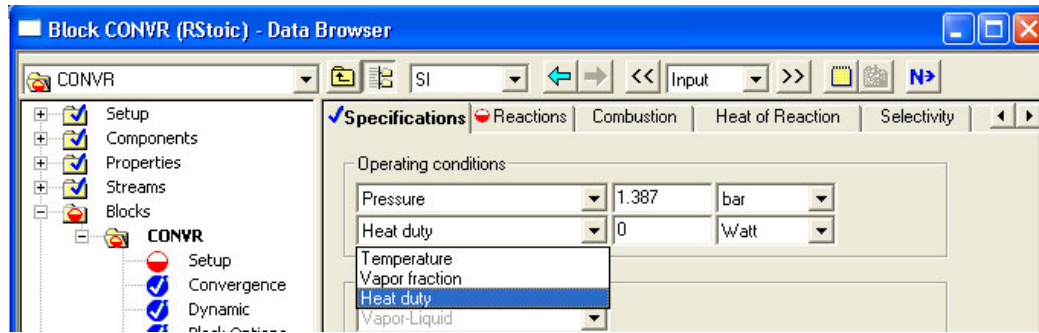 Block CONVR (RStoic) - Data Browser
CONVR SI << Input >> N>
Setup
Components
Properties
Streams
Blocks
CONVR
Setup
Convergence
Dynamic
Block Options
Specifications Reactions Combustion Heat of Reaction Selectivity
Operating conditions
Pressure 1.387 bar
Heat duty 0 Watt
Temperature
Vapor fraction
Heat duty
Vapor-Liquid